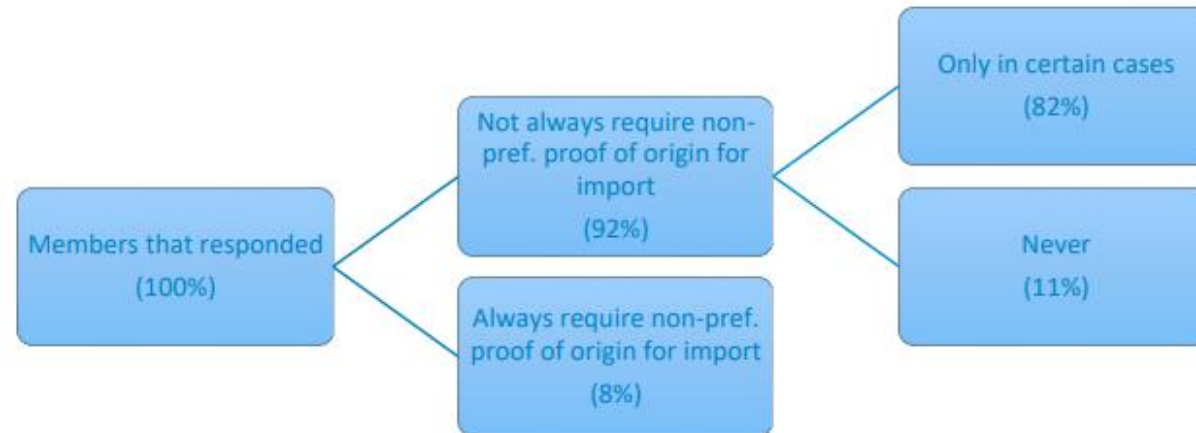 Members that responded
(100%)
Not always require non-
pref. proof of origin for
import
(92%)
Always require non-pref.
proof of origin for import
(8%)
Only in certain cases
(82%)
Never
(11%)